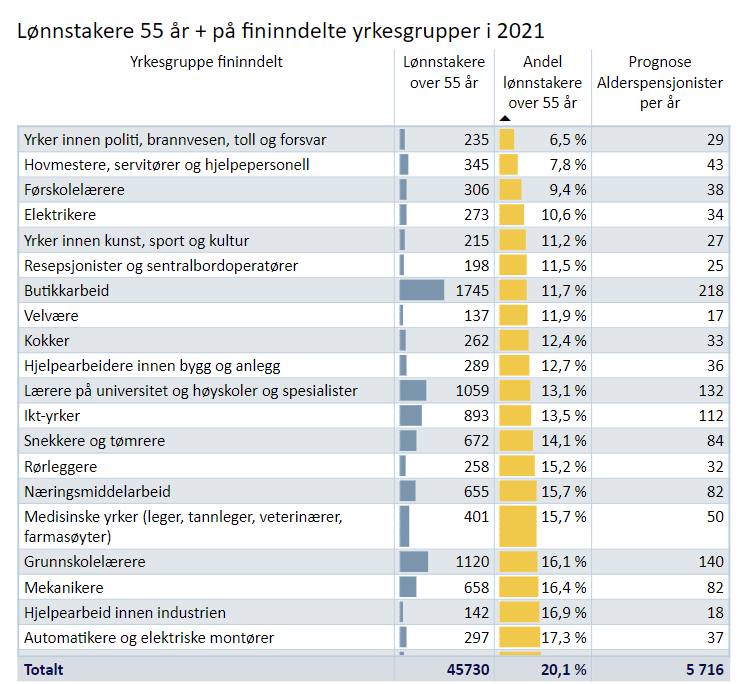 Lønnstakere 55 år + på fininndelte yrkesgrupper i 2021
Yrkesgruppe fininndelt Lønnstakere over 55 år Andel lønnstakere over 55 år Prognose Alderspensjonister per år
Yrker innen politi, brannvesen, toll og forsvar 235 6,5 % 29
Hovmestere, servitører og hjelpepersonell 345 7,8 % 43
Førskolelærere 306 9,4 % 38
Elektrikere 273 10,6 % 34
Yrker innen kunst, sport og kultur 215 11,2 % 27
Resepsjonister og sentralbordoperatører 198 11,5 % 25
Butikkarbeid 1745 11,7 % 218
Velvære 137 11,9 % 17
Kokker 262 12,4 % 33
Hjelpearbeidere innen bygg og anlegg 289 12,7 % 36
Lærere på universitet og høyskoler og spesialister 1059 13,1 % 132
Ikt-yrker 893 13,5 % 112
Snekkere og tømrere 672 14,1 % 84
Rørleggere 258 15,2 % 32
Næringsmiddelarbeid 655 15,7 % 82
Medisinske yrker (leger, tannleger, veterinærer, 401 15,7 % 50
farmasøyter)
Grunnskolelærere 1120 16,1 % 140
Mekanikere 658 16,4 % 82
Hjelpearbeid innen industrien 142 16,9 % 18
Automatikere og elektriske montører 297 17,3 % 37
Totalt 45730 20,1 % 5 716